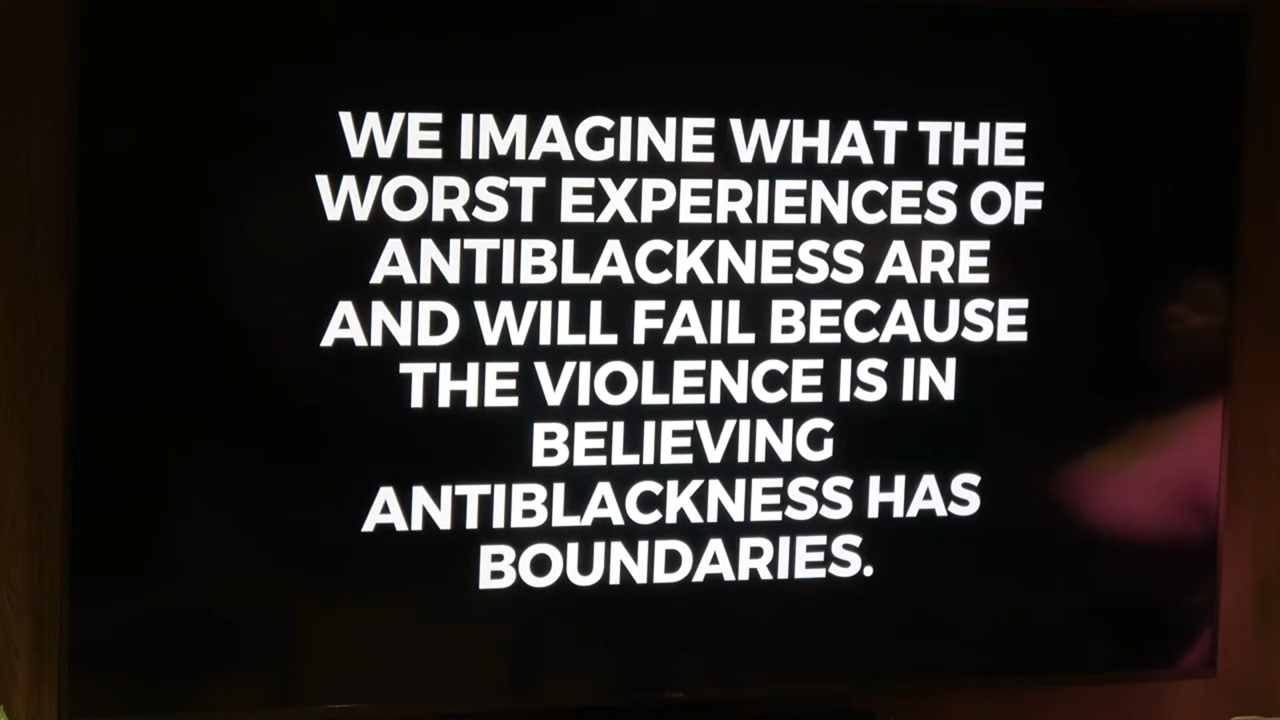 WE IMAGINE WHAT THE
WORST EXPERIENCES OF
ANTIBLACKNESS ARE
AND WILL FAIL BECAUSE
THE VIOLENCE IS IN
BELIEVING
ANTIBLACKNESS HAS
BOUNDARIES.